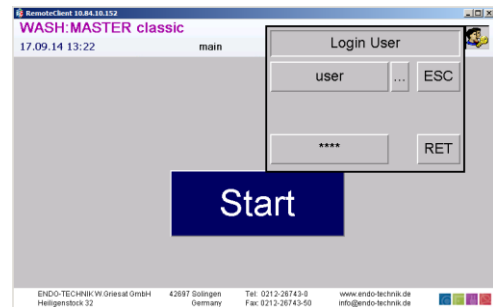 RemoteClient 10.84.10.152
WASH:MASTER classic
17.09.14 13:22 main
Login User
user ... ESC
**** RET
Start
ENDO-TECHNIK W.Griesat GmbH 42697 Solingen Tel: 0212-26743-0 www.endo-technik.de
Heiligenstock 32 Germany Fax: 0212-26743-50 info@endo-technik.de